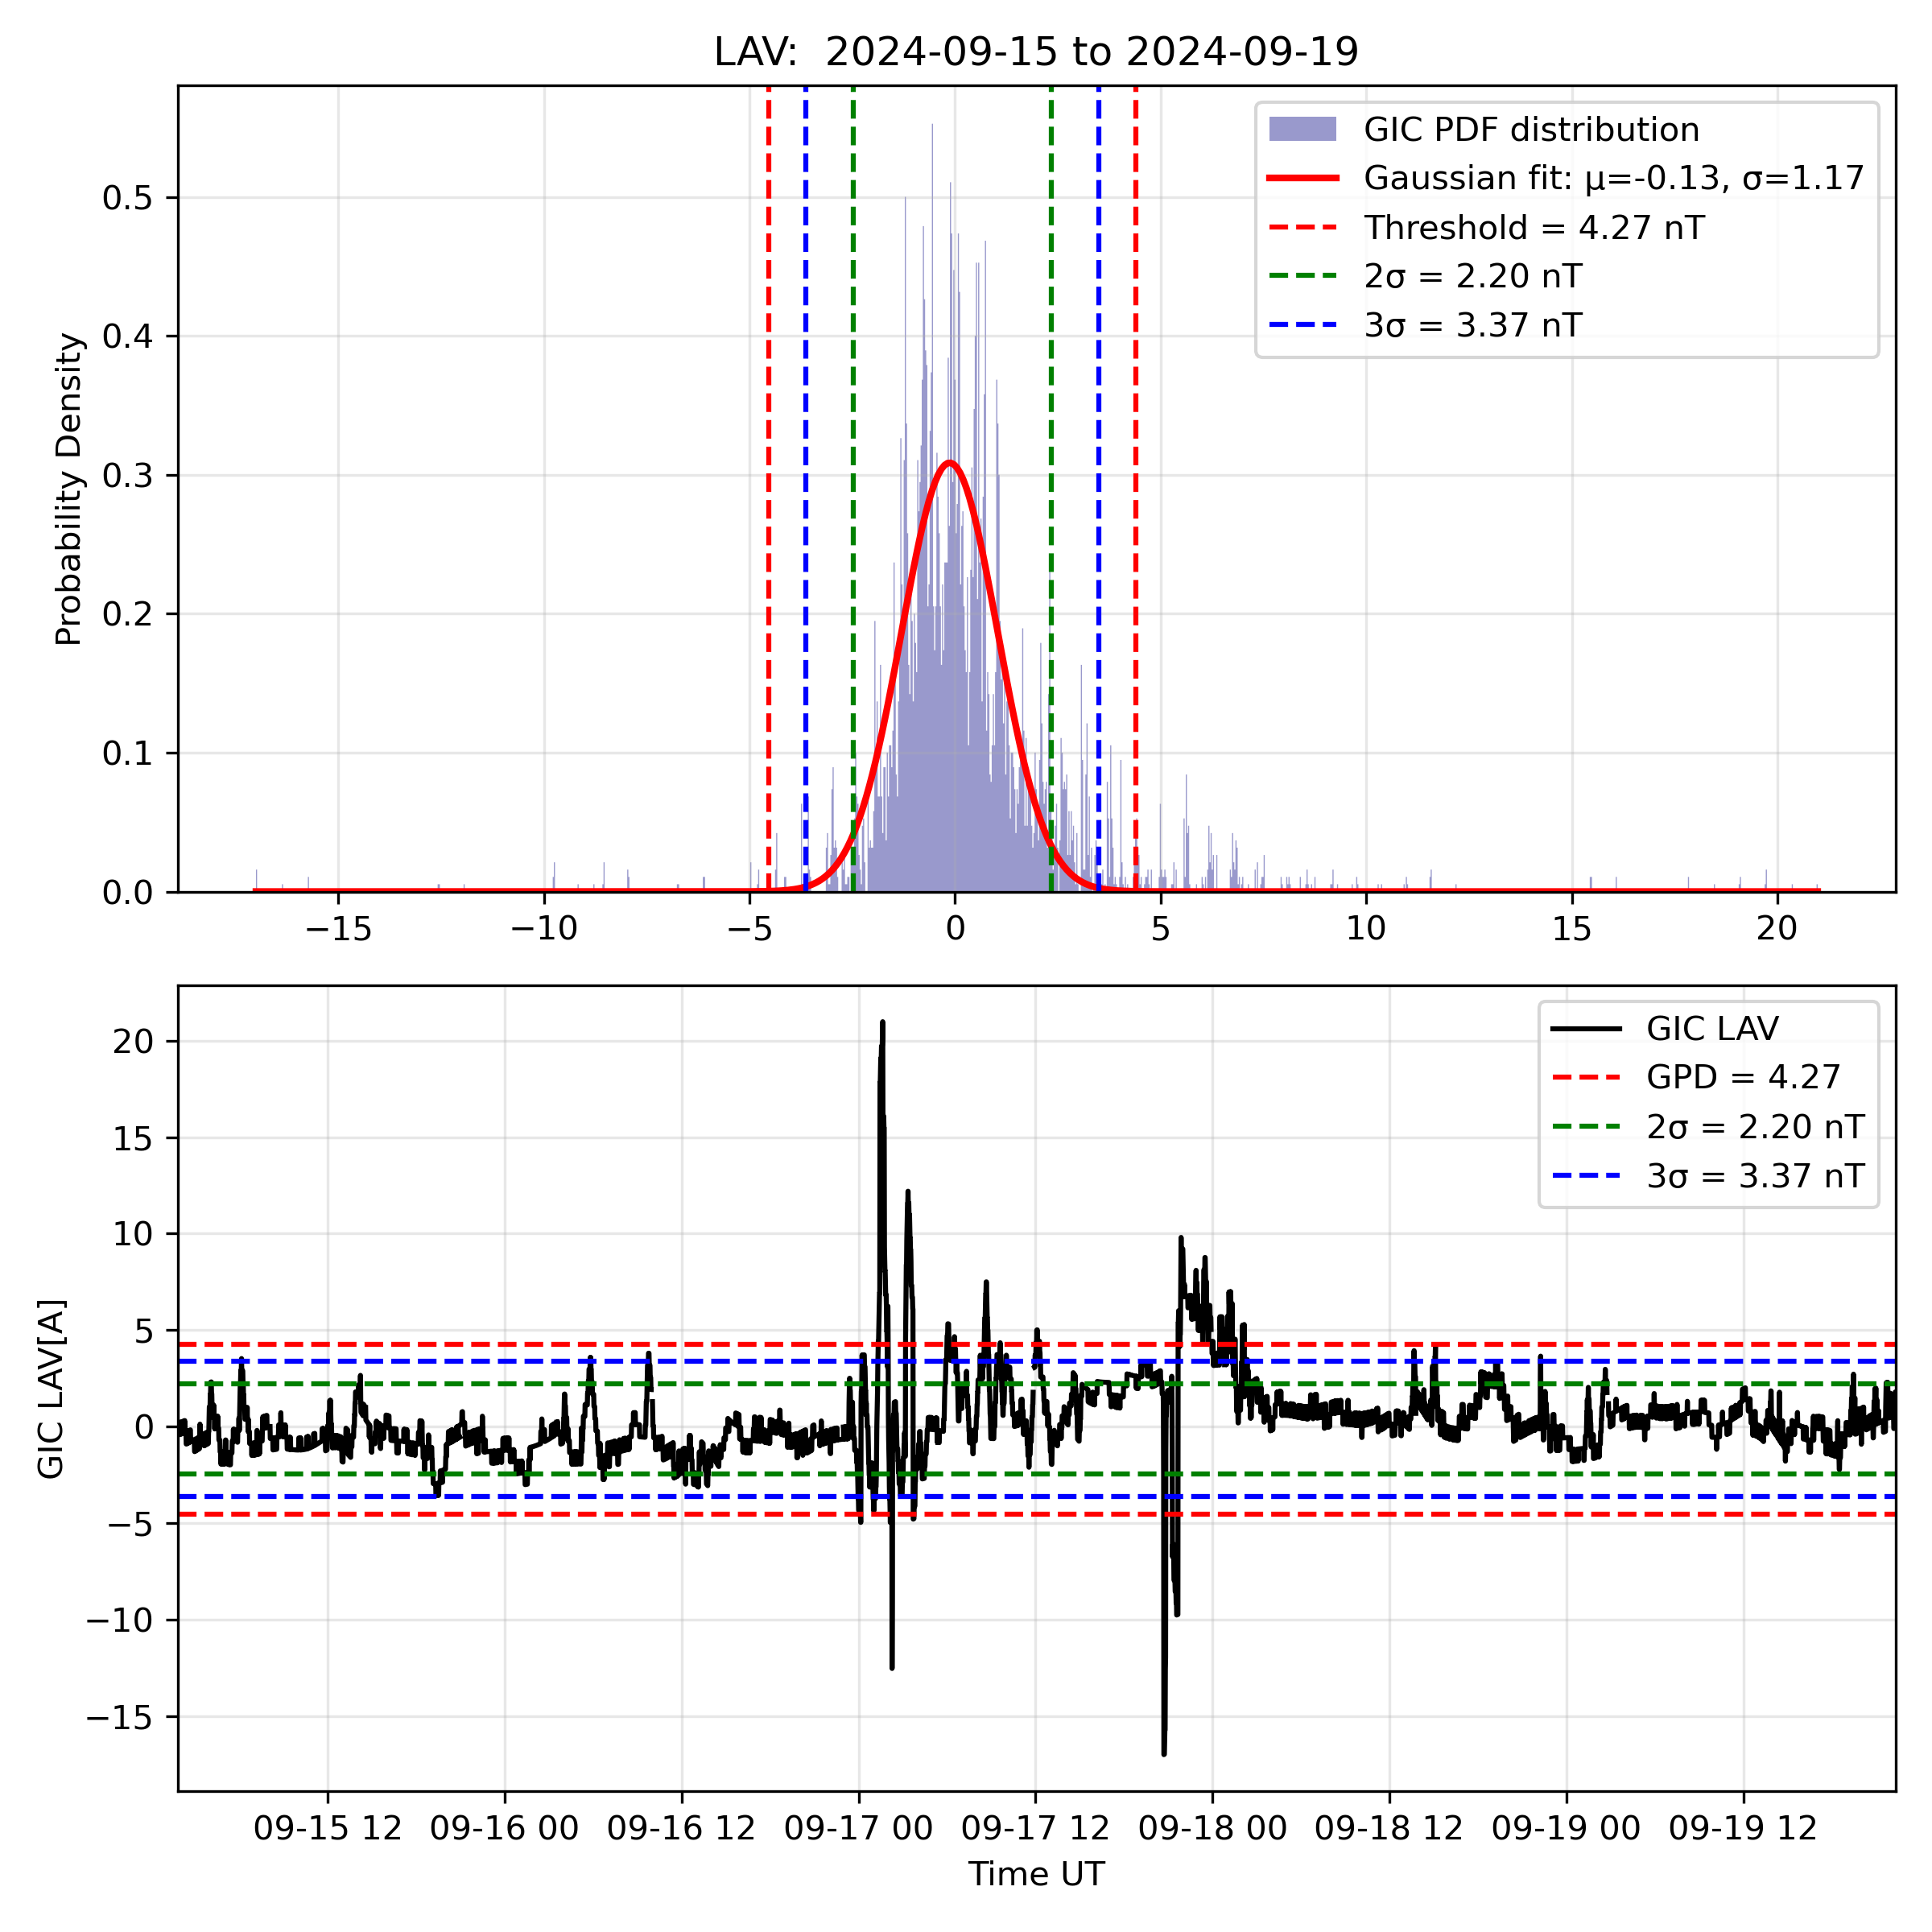 LAV:  2024-09-15 to 2024-09-19
GIC PDF distribution
Gaussian fit: μ=-0.13, σ=1.17
Threshold = 4.27 nT
2σ = 2.20 nT
3σ = 3.37 nT
Probability Density
0.5
0.4
0.3
0.2
0.1
0.0
−15 −10 −5 0 5 10 15 20
GIC LAV
GPD = 4.27
2σ = 2.20 nT
3σ = 3.37 nT
GIC LAV[A]
20
15
10
5
0
−5
−10
−15
09-15 12 09-16 00 09-16 12 09-17 00 09-17 12 09-18 00 09-18 12 09-19 00 09-19 12
Time UT